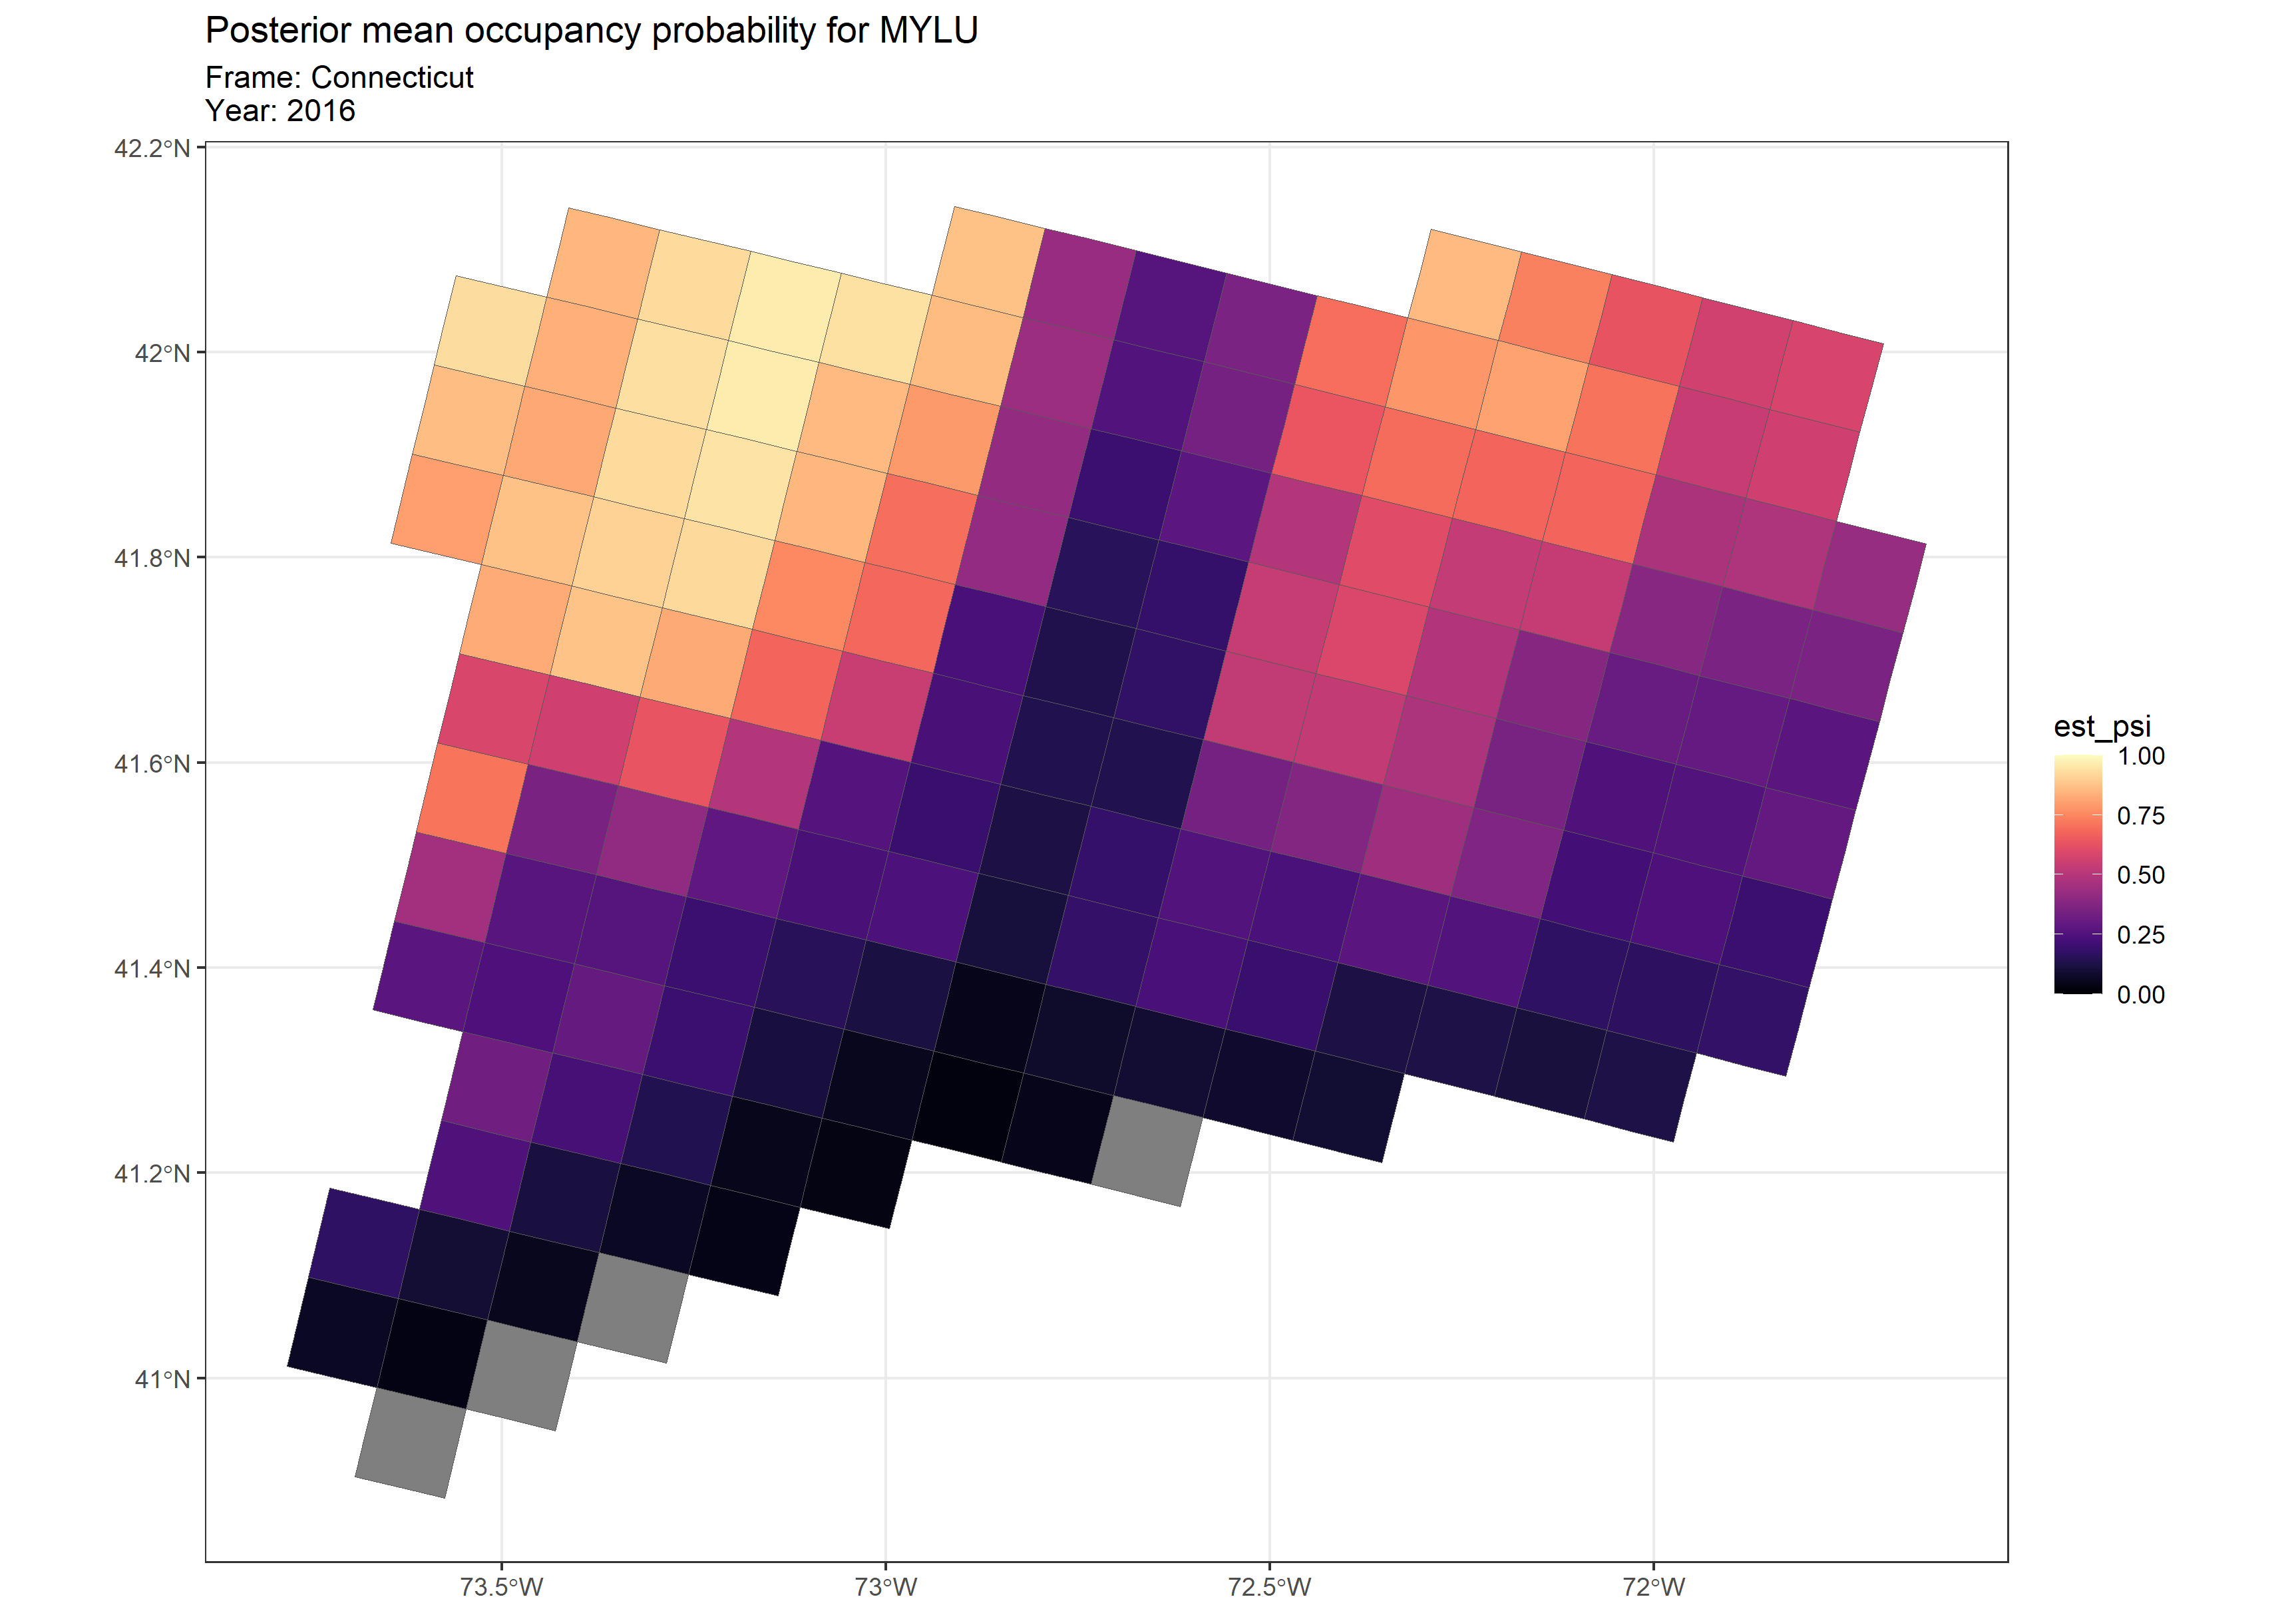 Posterior mean occupancy probability for MYLU
Frame: Connecticut
Year: 2016
42.2°N
42°N
41.8°N
41.6°N
41.4°N
41.2°N
41°N
73.5°W
73°W
72.5°W
72°W
est_psi
1.00
0.75
0.50
0.25
0.00